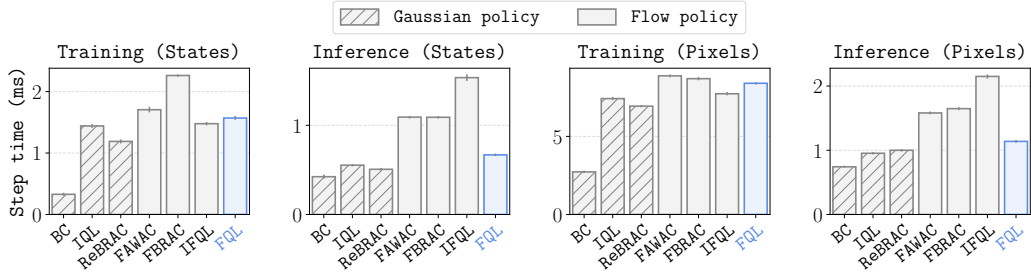 Gaussian policy Flow policy
Training (States)
Step time (ms)
0
1
2
BC IQL ReBRAC FAWAC FBRAC IFQL FQL
Inference (States)
0
1
BC IQL ReBRAC FAWAC FBRAC IFQL FQL
Training (Pixels)
0
5
BC IQL ReBRAC FAWAC FBRAC IFQL FQL
Inference (Pixels)
0
1
2
BC IQL ReBRAC FAWAC FBRAC IFQL FQL